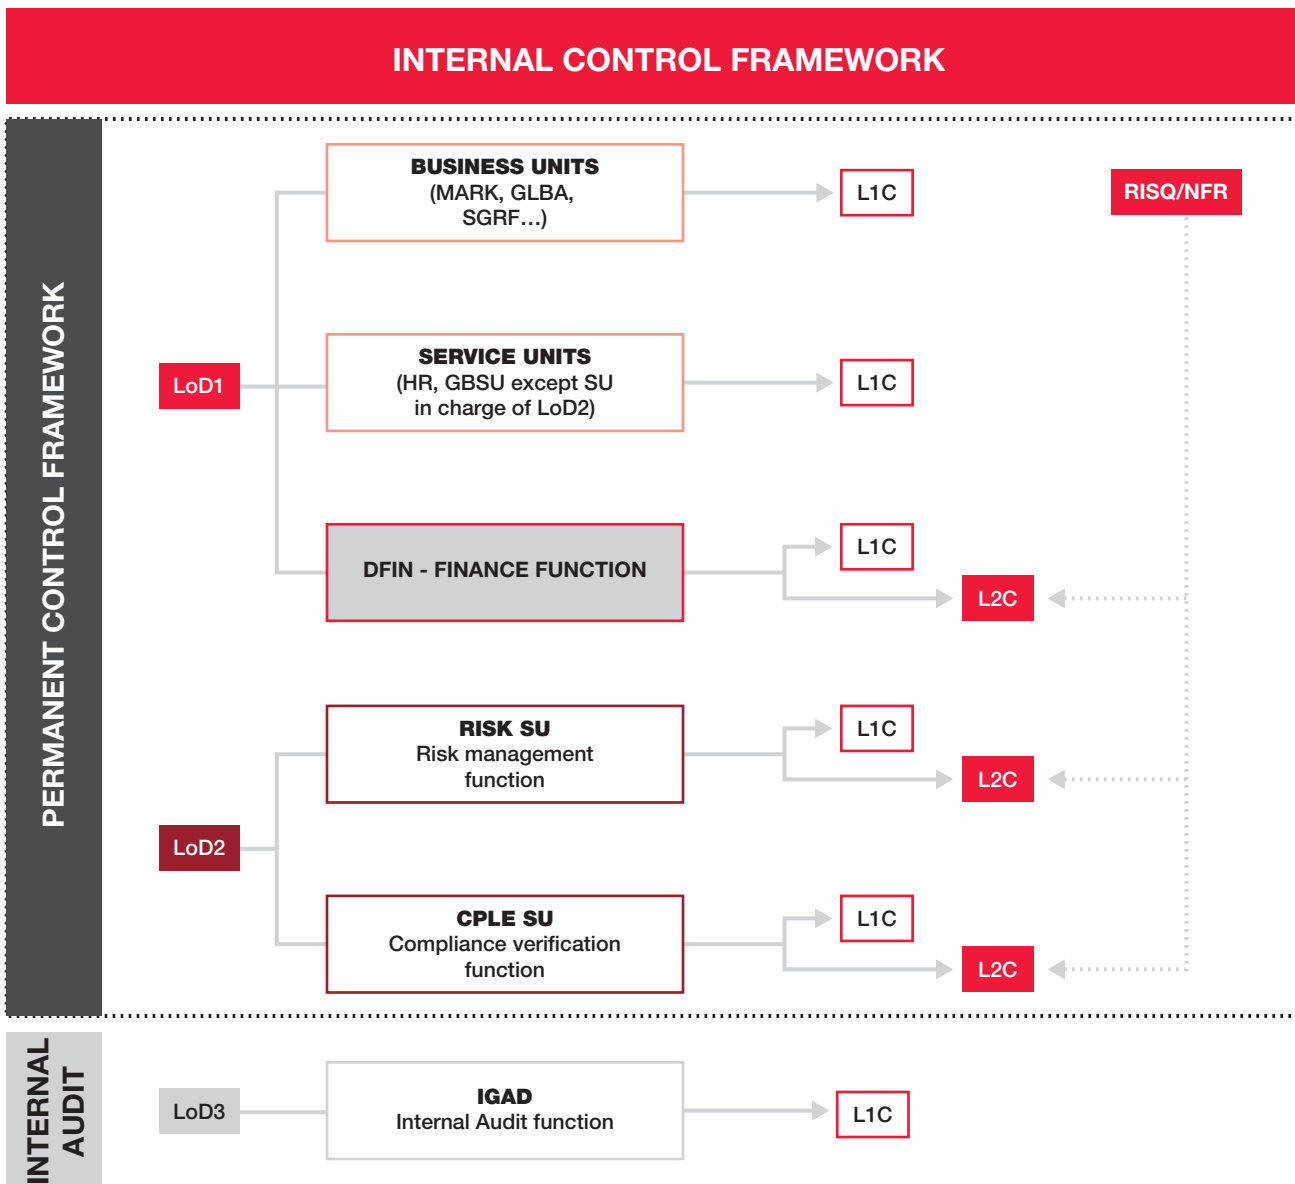 INTERNAL CONTROL FRAMEWORK
PERMANENT CONTROL FRAMEWORK
BUSINESS UNITS
(MARK, GLBA,
SGRF…)
L1C
RISQ/NFR
LoD1
SERVICE UNITS
(HR, GBSU except SU
in charge of LoD2)
L1C
DFIN - FINANCE FUNCTION
L1C
L2C
LoD2
RISK SU
Risk management
function
L1C
L2C
CPLE SU
Compliance verification
function
L1C
L2C
INTERNAL
AUDIT
LoD3
IGAD
Internal Audit function
L1C